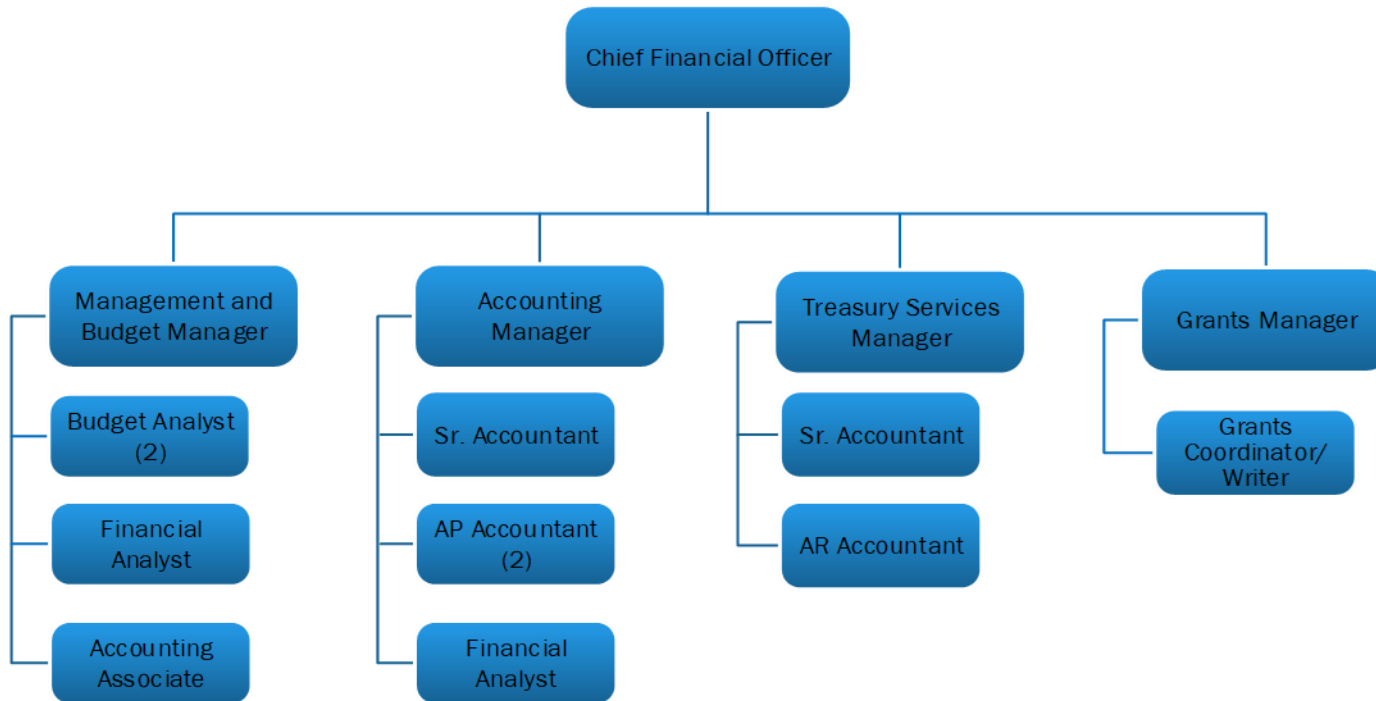 Chief Financial Officer
Management and
Budget Manager
Budget Analyst
(2)
Financial
Analyst
Accounting
Associate
Accounting
Manager
Sr. Accountant
AP Accountant
(2)
Financial
Analyst
Treasury Services
Manager
Sr. Accountant
AR Accountant
Grants Manager
Grants
Coordinator/
Writer